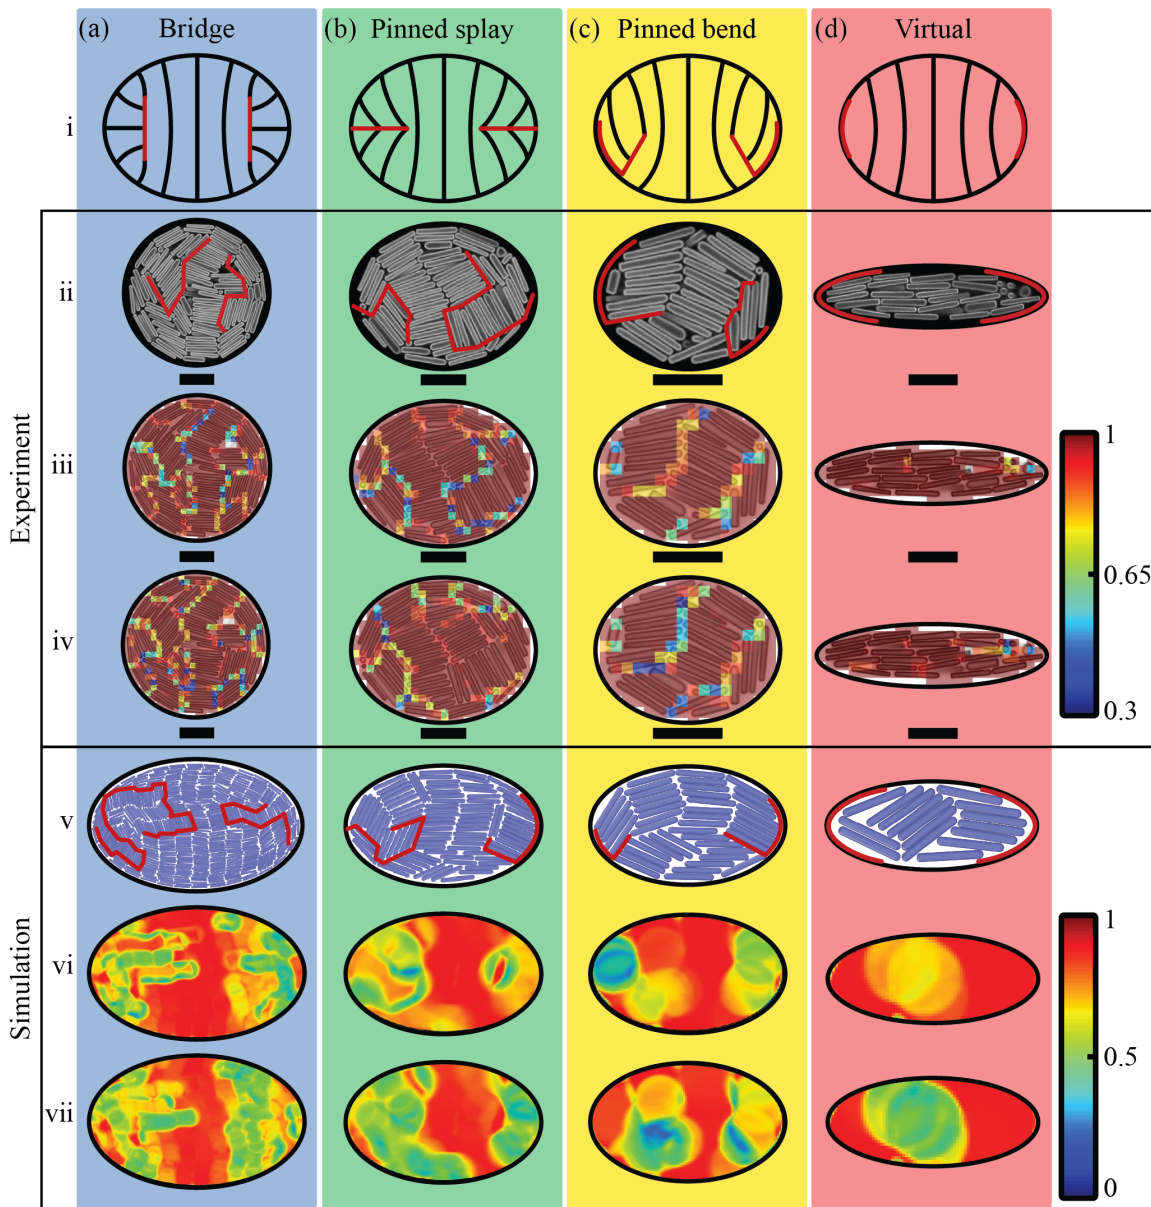 (a) Bridge (b) Pinned splay (c) Pinned bend (d) Virtual
i
ii
iii
iv
Experiment
1
0.65
0.3
v
vi
vii
Simulation
1
0.5
0